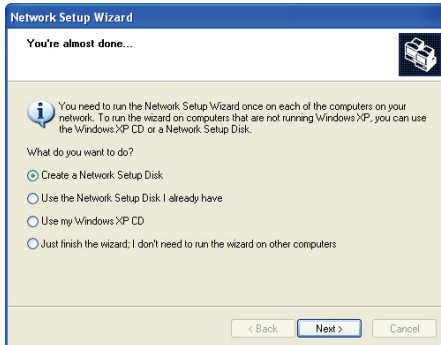 Network Setup Wizard
You're almost done...
You need to run the Network Setup Wizard once on each of the computers on your
network. To run the wizard on computers that are not running Windows XP, you can use
the Windows XP CD or a Network Setup Disk.
What do you want to do?
Create a Network Setup Disk
Use the Network Setup Disk I already have
Use my Windows XP CD
Just finish the wizard; I don't need to run the wizard on other computers
< Back Next > Cancel